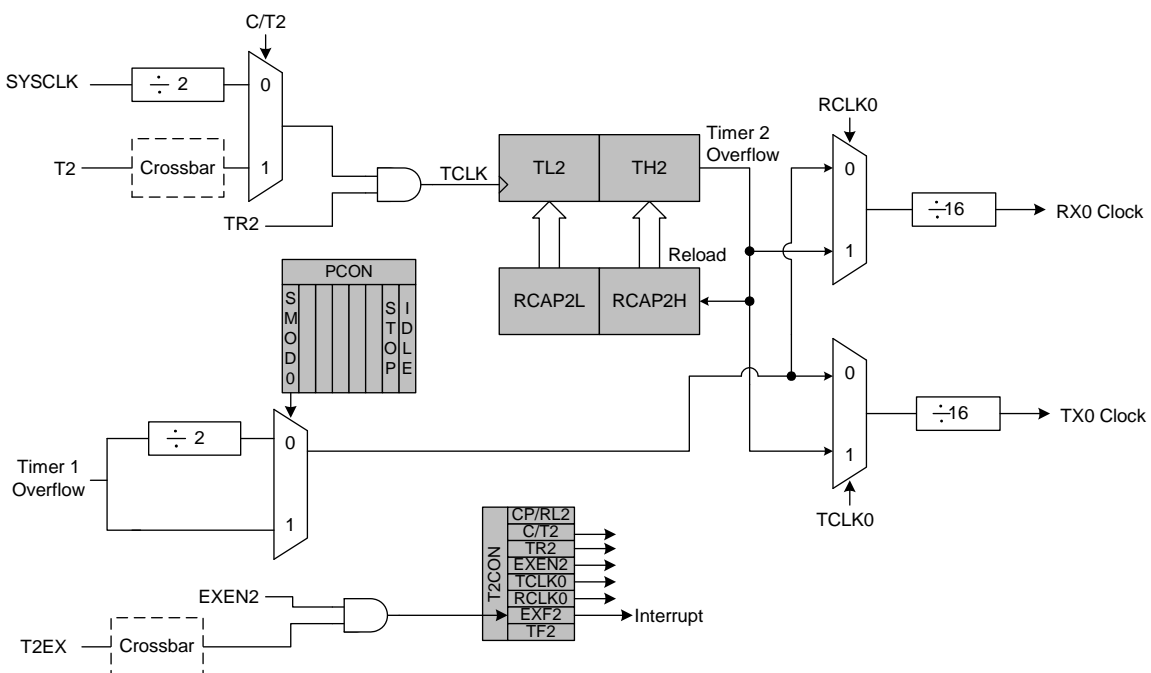 C/T2
SYSCLK
÷ 2
0
T2
Crossbar
1
TR2
TCLK
TL2
TH2
Timer 2
Overflow
RCLK0
0
1
÷16
RX0 Clock
Reload
RCAP2L
RCAP2H
PCON
SMOD0
STOP
IDLE
Timer 1
Overflow
÷ 2
0
1
0
1
÷16
TX0 Clock
TCLK0
T2CON
CP/RL2
C/T2
TR2
EXEN2
TCLK0
RCLK0
EXF2
TF2
Interrupt
EXEN2
T2EX
Crossbar